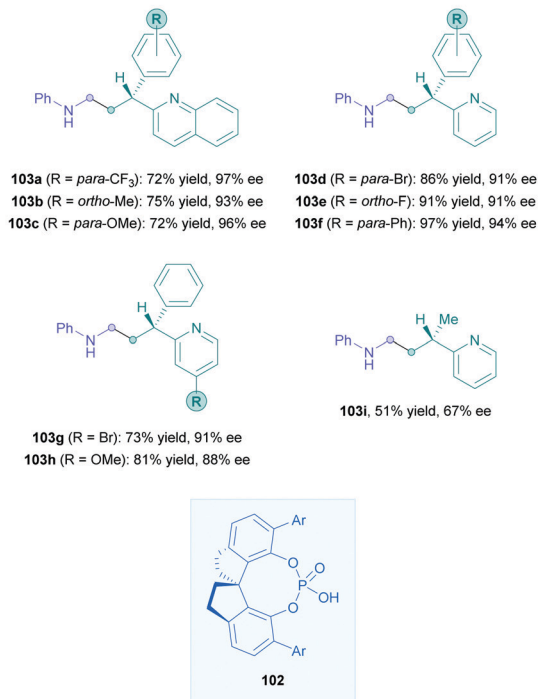 R
H
Ph
N
H
N
103a (R = para-CF₃): 72% yield, 97% ee
103b (R = ortho-Me): 75% yield, 93% ee
103c (R = para-OMe): 72% yield, 96% ee
R
H
Ph
N
H
N
103d (R = para-Br): 86% yield, 91% ee
103e (R = ortho-F): 91% yield, 91% ee
103f (R = para-Ph): 97% yield, 94% ee
H
Ph
N
H
N
R
103g (R = Br): 73% yield, 91% ee
103h (R = OMe): 81% yield, 88% ee
H Me
Ph
N
H
N
103i, 51% yield, 67% ee
Ar
O
O
P
OH
O
Ar
102